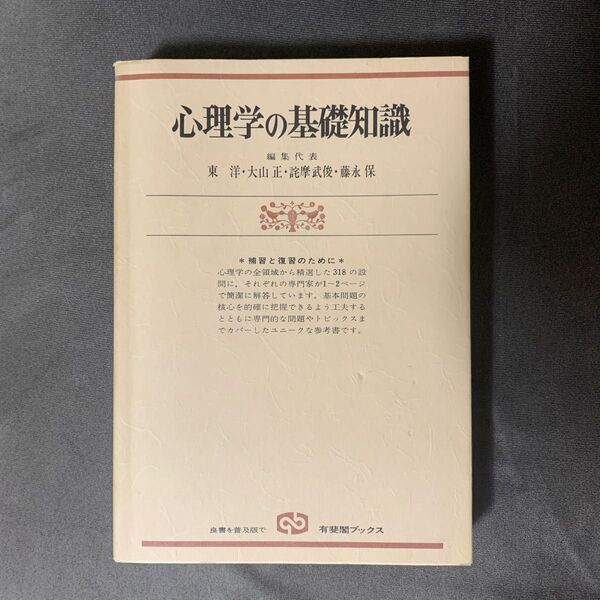 心理学の基礎知識
編集代表
東 洋・大山 正・詫摩武俊・藤永 保
＊補習と復習のために＊
心理学の全領域から精選した318の設
問に，それぞれの専門家が1〜2ページ
で簡潔に解答しています。基本問題の
核心を的確に把握できるよう工夫する
とともに専門的な問題やトピックスま
でカバーしたユニークな参考書です。
良書を普及版で 有斐閣ブックス